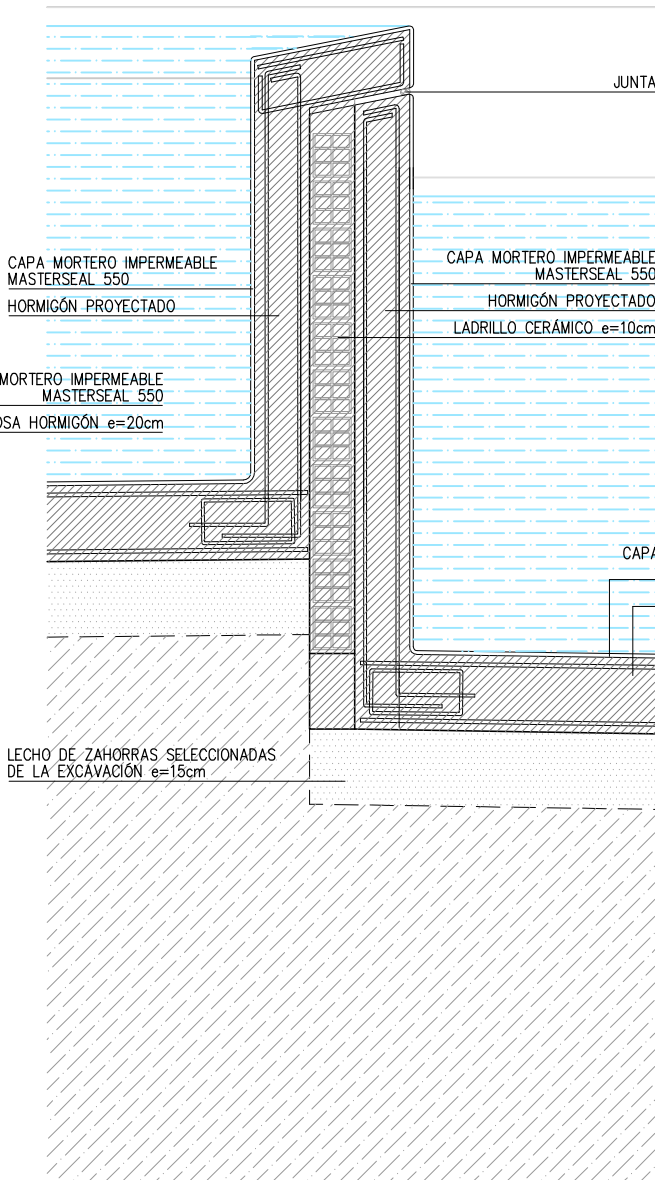 JUNTA
CAPA MORTERO IMPERMEABLE
MASTERSEAL 550
HORMIGÓN PROYECTADO
CAPA MORTERO IMPERMEABLE
MASTERSEAL 550
HORMIGÓN PROYECTADO
LADRILLO CERÁMICO e=10cm
MORTERO IMPERMEABLE
MASTERSEAL 550
OSA HORMIGÓN e=20cm
CAPA
LECHO DE ZAHORRAS SELECCIONADAS
DE LA EXCAVACIÓN e=15cm